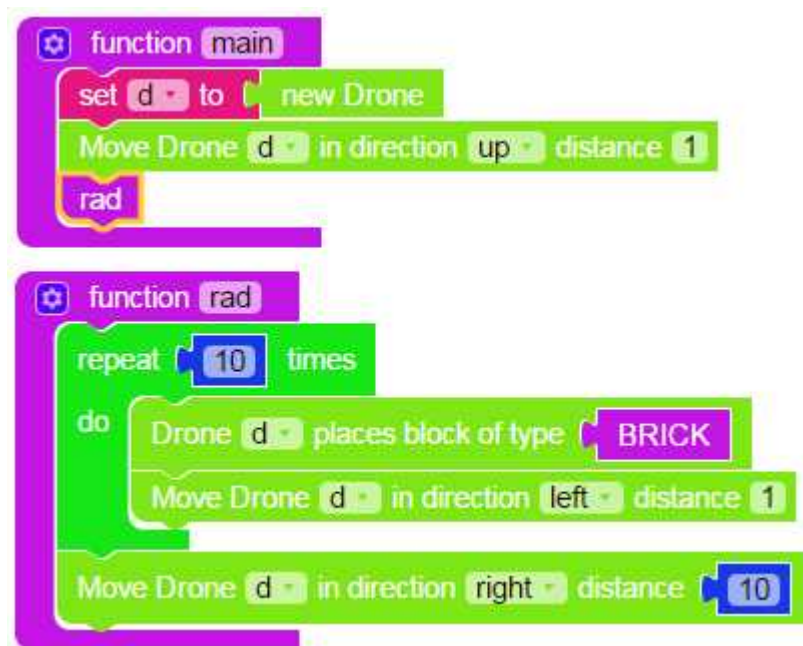 function main
set d to new Drone
Move Drone d in direction up distance 1
rad
function rad
repeat 10 times
do
Drone d places block of type BRICK
Move Drone d in direction left distance 1
Move Drone d in direction right distance 10